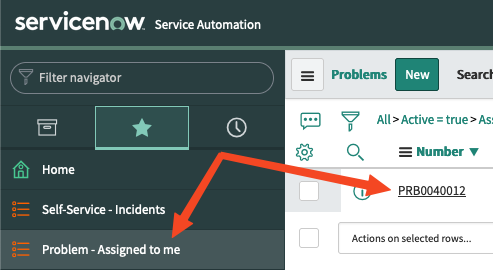 servicenow Service Automation
Filter navigator
Home
Self-Service - Incidents
Problem - Assigned to me
Problems New Search
All > Active = true > Ass
Number ▼
PRB0040012
Actions on selected rows...